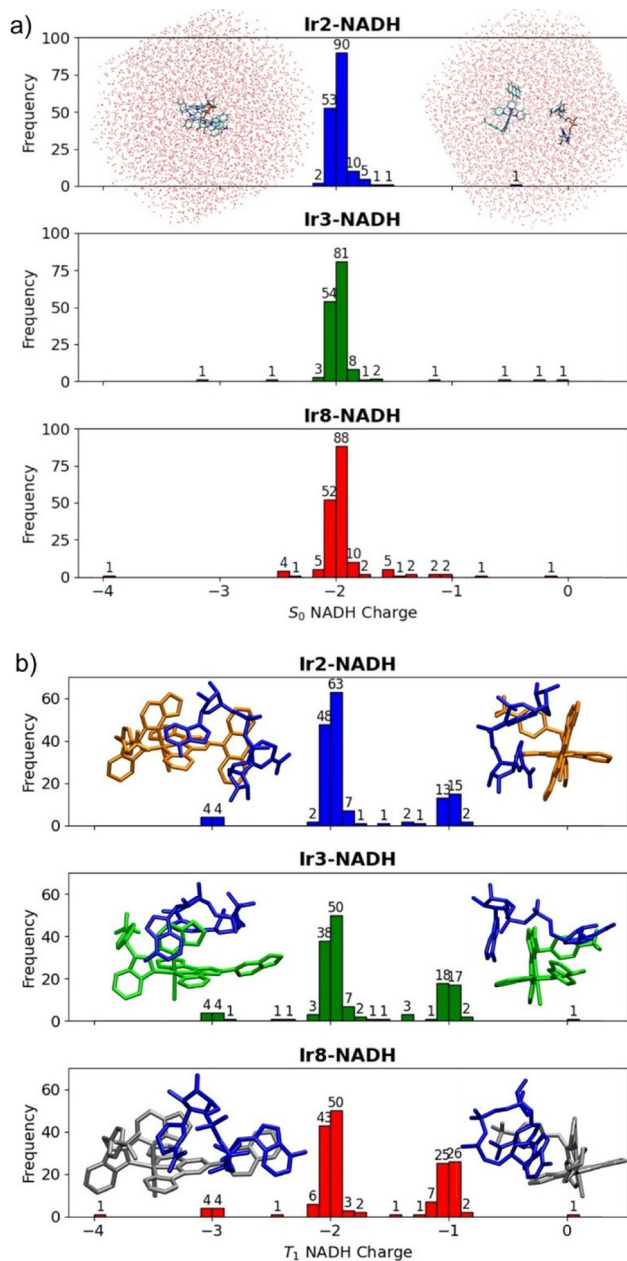 a)
Ir2-NADH
100
75
50
25
0
Frequency
2 53 90 10 5 1 1 1
Ir3-NADH
100
75
50
25
0
Frequency
1 1 3 54 81 8 1 2 1 1 1 1
Ir8-NADH
100
75
50
25
0
Frequency
1 4 1 5 52 88 10 2 5 1 2 2 2 1 1
−4 −3 −2 −1 0
S0 NADH Charge
b)
Ir2-NADH
60
40
20
0
Frequency
4 4 2 48 63 7 1 1 2 1 13 15 2
Ir3-NADH
60
40
20
0
Frequency
4 4 1 1 1 3 38 50 7 2 1 1 3 1 18 17 2 1
Ir8-NADH
60
40
20
0
Frequency
1 4 4 1 6 43 50 3 2 1 1 7 25 26 2 1
−4 −3 −2 −1 0
T1 NADH Charge